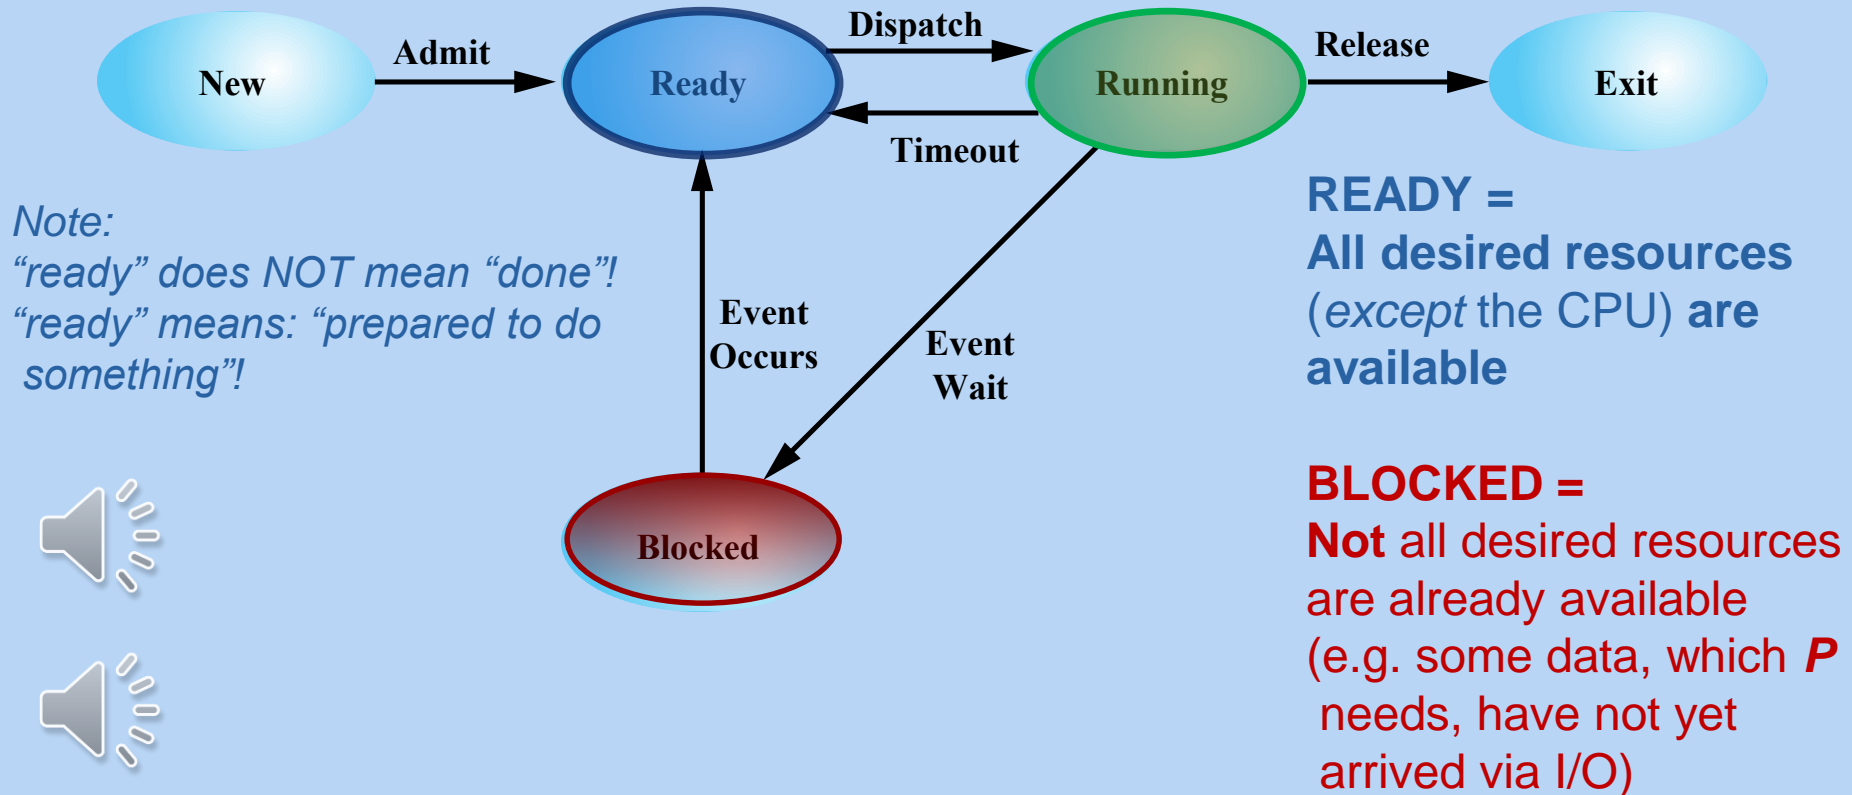 New
Admit
Ready
Dispatch
Running
Release
Exit
Timeout
Note:
“ready” does NOT mean “done”!
“ready” means: “prepared to do
something”!
Event
Occurs
Event
Wait
Blocked
READY =
All desired resources
(except the CPU) are
available
BLOCKED =
Not all desired resources
are already available
(e.g. some data, which P
needs, have not yet
arrived via I/O)